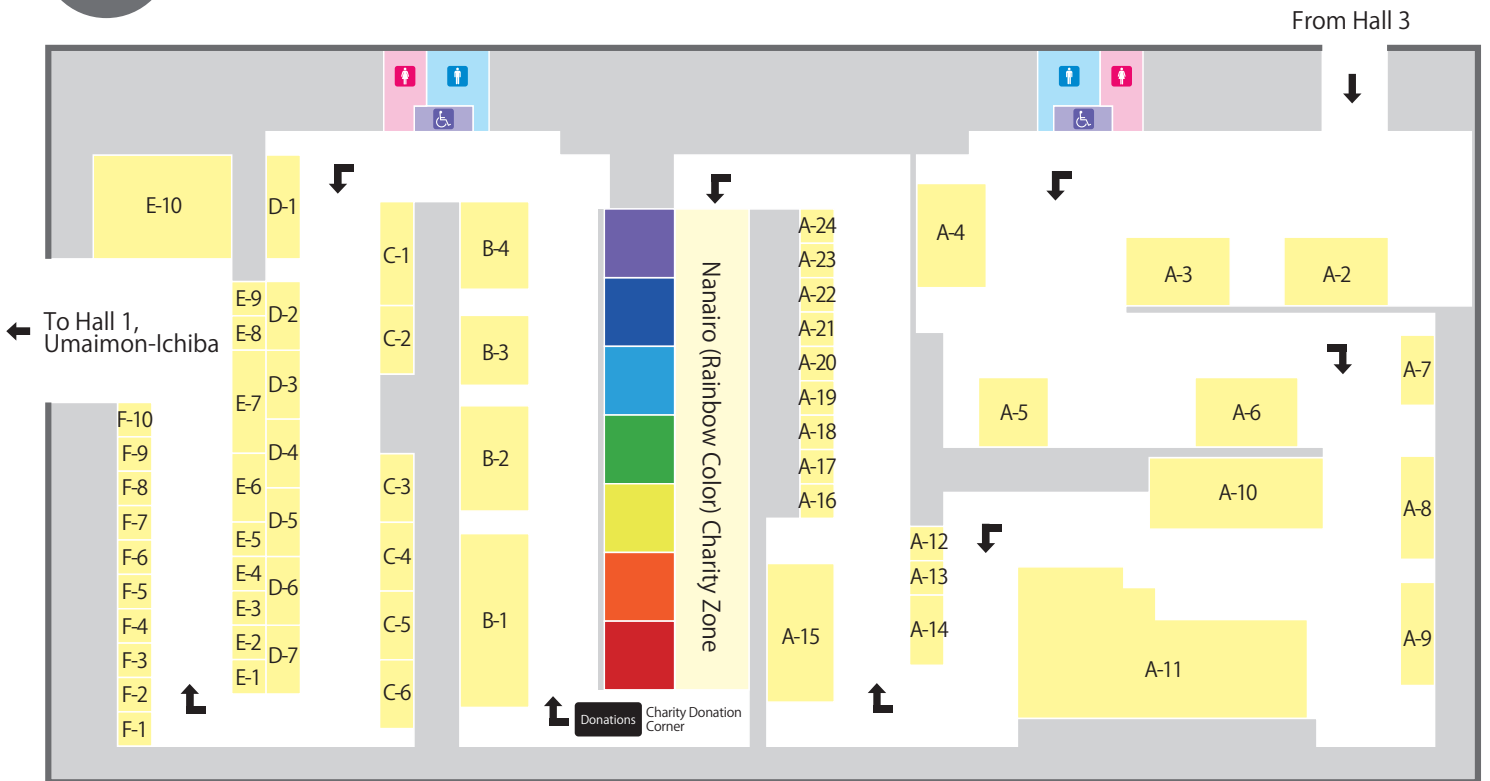 From Hall 3
E-10
D-1
C-1
B-4
A-24
A-23
A-22
A-21
A-20
A-19
A-18
A-17
A-16
A-4
A-3
A-2
To Hall 1,
Umaimon-Ichiba
E-9
E-8
E-7
E-6
E-5
E-4
E-3
E-2
E-1
D-2
D-3
D-4
D-5
D-6
D-7
C-2
C-3
C-4
C-5
C-6
B-3
B-2
B-1
Nanairo (Rainbow Color) Charity Zone
F-10
F-9
F-8
F-7
F-6
F-5
F-4
F-3
F-2
F-1
A-5
A-6
A-7
A-8
A-9
A-10
A-12
A-13
A-14
A-15
A-11
Donations
Charity Donation
Corner